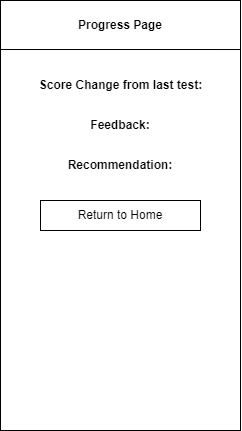 Progress Page
Score Change from last test:
Feedback:
Recommendation:
Return to Home